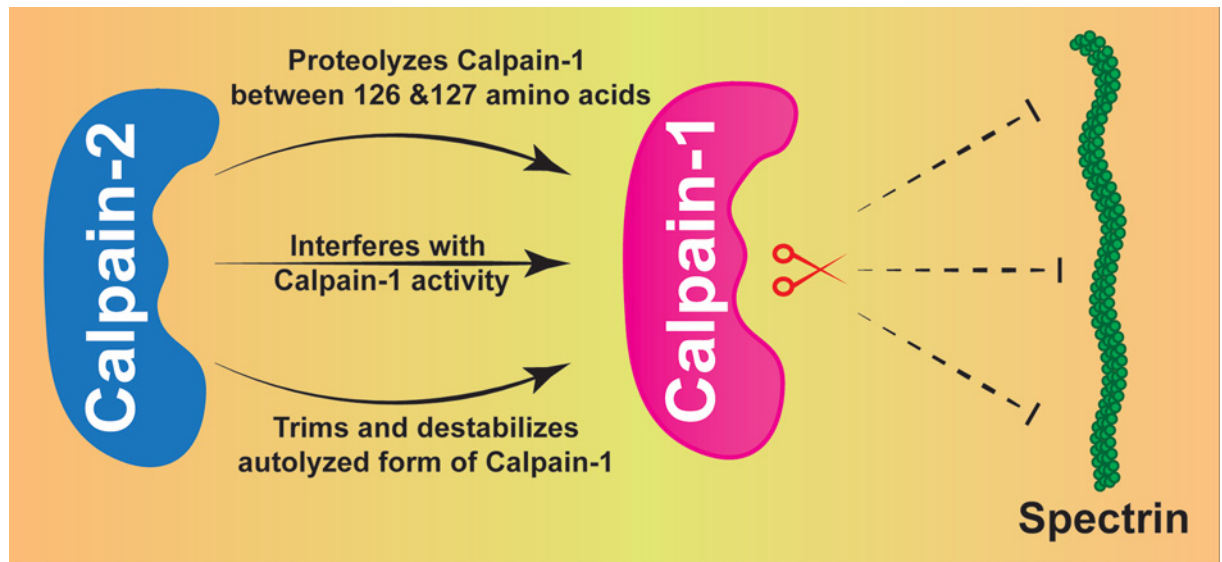 Calpain-2
Proteolyzes Calpain-1
between 126 &127 amino acids
Interferes with
Calpain-1 activity
Trims and destabilizes
autolyzed form of Calpain-1
Calpain-1
Spectrin